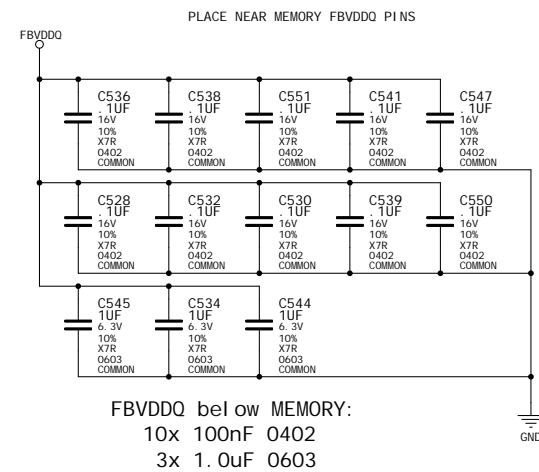 PLACE NEAR MEMORY FBVDDQ PINS
FBVDDQ
C536
.1UF
16V
10%
X7R
0402
COMMON
C538
.1UF
16V
10%
X7R
0402
COMMON
C551
.1UF
16V
10%
X7R
0402
COMMON
C541
.1UF
16V
10%
X7R
0402
COMMON
C547
.1UF
16V
10%
X7R
0402
COMMON
C528
.1UF
16V
10%
X7R
0402
COMMON
C532
.1UF
16V
10%
X7R
0402
COMMON
C530
.1UF
16V
10%
X7R
0402
COMMON
C539
.1UF
16V
10%
X7R
0402
COMMON
C550
.1UF
16V
10%
X7R
0402
COMMON
C545
1UF
6.3V
10%
X7R
0603
COMMON
C534
1UF
6.3V
10%
X7R
0603
COMMON
C544
1UF
6.3V
10%
X7R
0603
COMMON
GND
FBVDDQ below MEMORY:
10x 100nF 0402
3x 1.0uF 0603